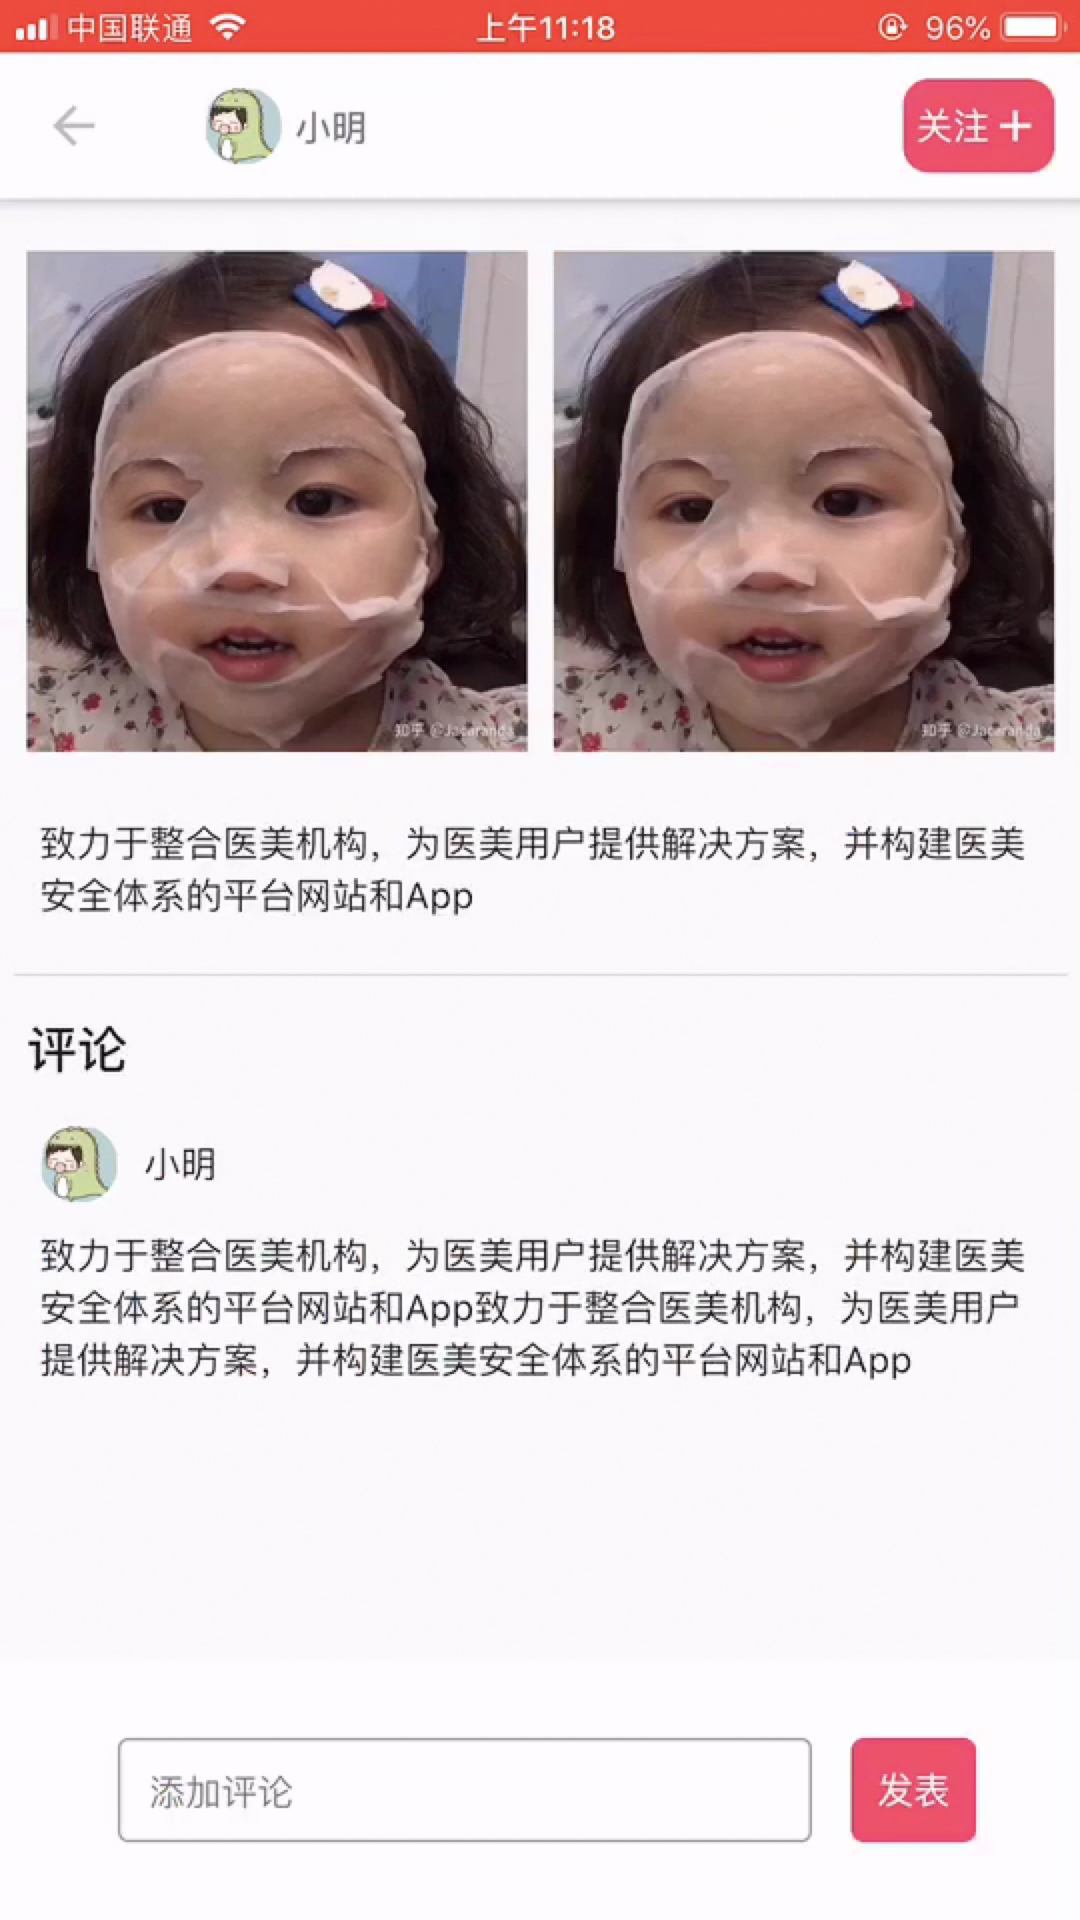 中国联通
上午11:18
96%
小明
关注
知乎 @Jacaranda
知乎 @Jacaranda
致力于整合医美机构，为医美用户提供解决方案，并构建医美
安全体系的平台网站和App
评论
小明
致力于整合医美机构，为医美用户提供解决方案，并构建医美
安全体系的平台网站和App致力于整合医美机构，为医美用户
提供解决方案，并构建医美安全体系的平台网站和App
添加评论
发表